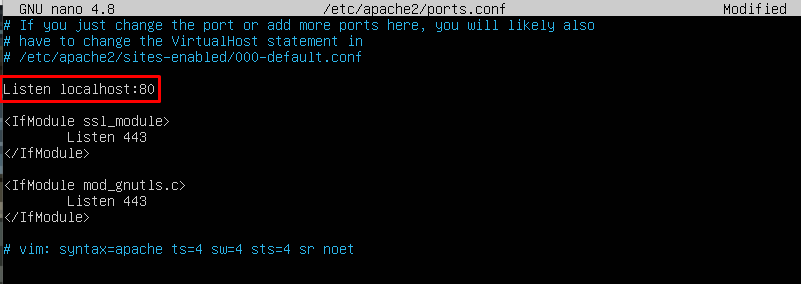 GNU nano 4.8 /etc/apache2/ports.conf Modified
# If you just change the port or add more ports here, you will likely also
# have to change the VirtualHost statement in
# /etc/apache2/sites-enabled/000-default.conf
Listen localhost:80
<IfModule ssl_module>
Listen 443
</IfModule>
<IfModule mod_gnutls.c>
Listen 443
</IfModule>
# vim: syntax=apache ts=4 sw=4 sts=4 sr noet